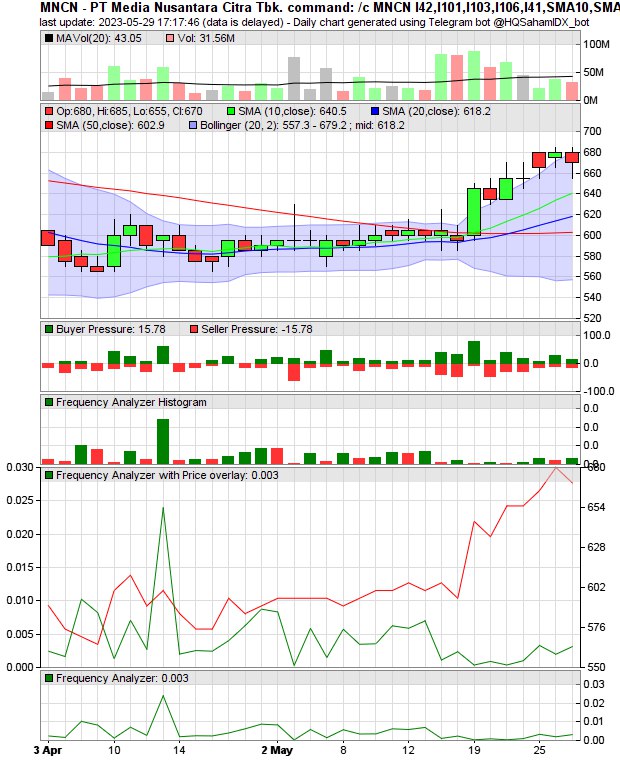 MNCN - PT Media Nusantara Citra Tbk. command: /c MNCN I42,I101,I103,I106,I41,SMA10,SMA
last update: 2023-05-29 17:17:46 (data is delayed) - Daily chart generated using Telegram bot @HQSahamIDX_bot
MAVol(20): 43.05 Vol: 31.56M
100M
50M
0M
Op:680, Hi:685, Lo:655, Cl:670 SMA (10,close): 640.5 SMA (20,close): 618.2
SMA (50,close): 602.9 Bollinger (20, 2): 557.3 - 679.2 ; mid: 618.2
700
680
660
640
620
600
580
560
540
520
Buyer Pressure: 15.78 Seller Pressure: -15.78
100.0
0.0
-100.0
Frequency Analyzer Histogram
0.0
0.0
0.0
0.0
Frequency Analyzer with Price overlay: 0.003
0.030 680
0.025 654
0.020 628
0.015
0.010 602
0.005 576
0.000 550
Frequency Analyzer: 0.003
0.03
0.02
0.01
0.00
3 Apr 10 14 2 May 8 12 19 25